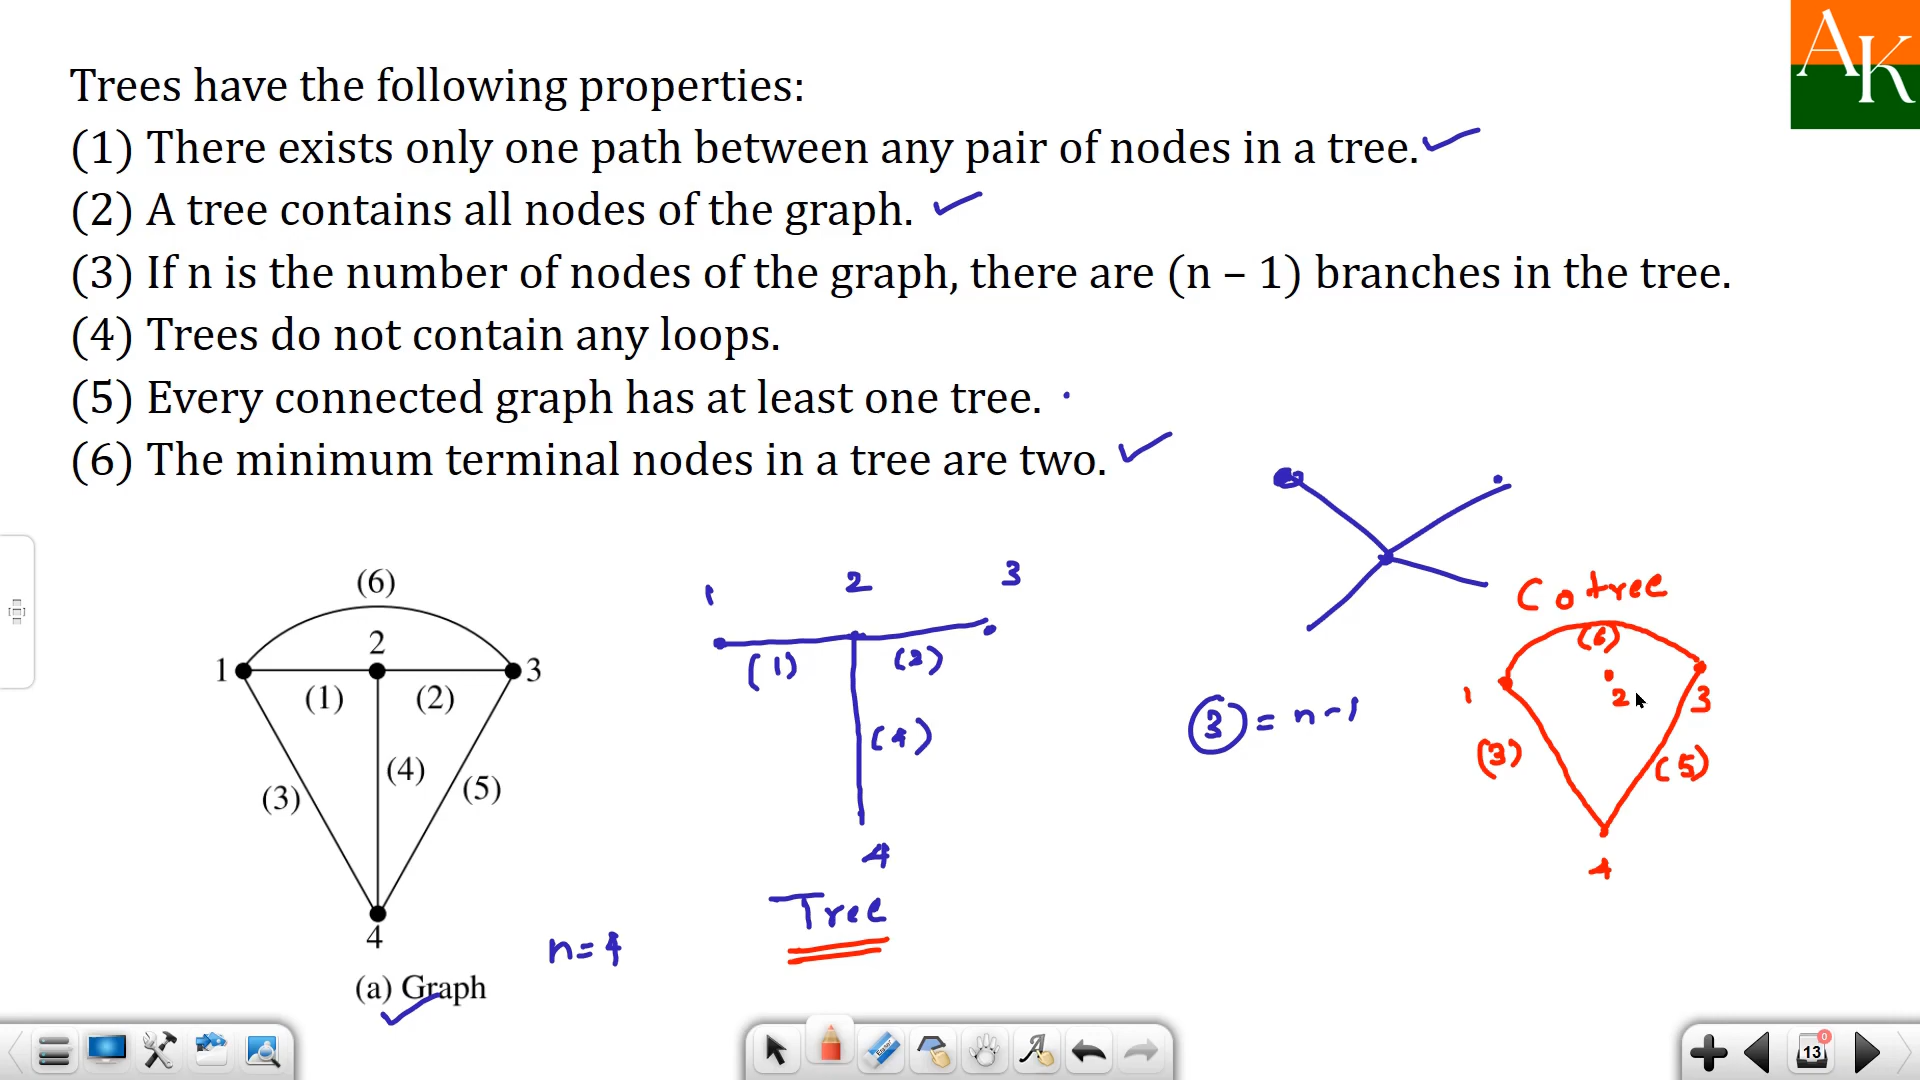 AK
Trees have the following properties:
(1) There exists only one path between any pair of nodes in a tree.
(2) A tree contains all nodes of the graph.
(3) If n is the number of nodes of the graph, there are (n – 1) branches in the tree.
(4) Trees do not contain any loops.
(5) Every connected graph has at least one tree.
(6) The minimum terminal nodes in a tree are two.
(6)
2
1 3
(1) (2)
(4)
(3) (5)
4
(a) Graph
n=4
1 2 3
(1) (2)
(4)
4
Tree
3 = n-1
Cotree
(6)
1 2 3
(3) (5)
4
Eraser
A
13
0